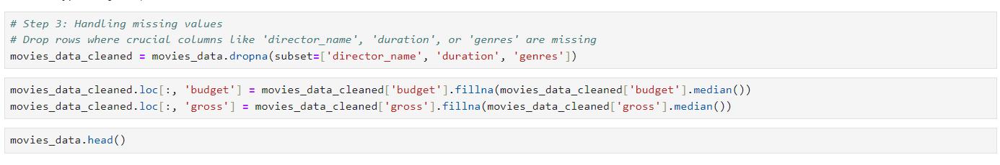 # Step 3: Handling missing values
# Drop rows where crucial columns like 'director_name', 'duration', or 'genres' are missing
movies_data_cleaned = movies_data.dropna(subset=['director_name', 'duration', 'genres'])
movies_data_cleaned.loc[:, 'budget'] = movies_data_cleaned['budget'].fillna(movies_data_cleaned['budget'].median())
movies_data_cleaned.loc[:, 'gross'] = movies_data_cleaned['gross'].fillna(movies_data_cleaned['gross'].median())
movies_data.head()